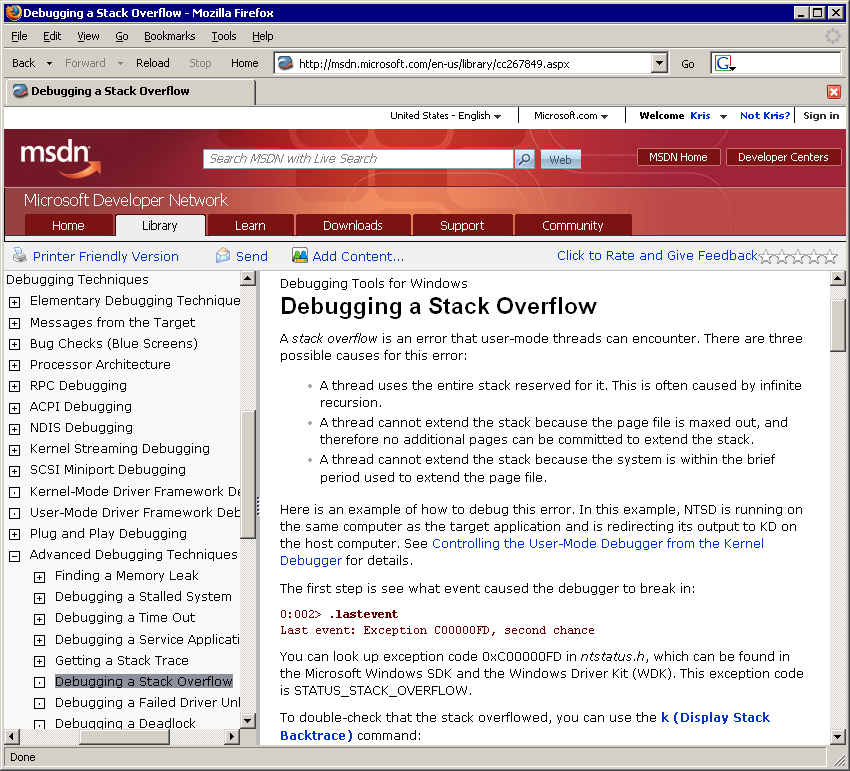 Debugging a Stack Overflow - Mozilla Firefox
File Edit View Go Bookmarks Tools Help
Back Forward Reload Stop Home http://msdn.microsoft.com/en-us/library/cc267849.aspx Go G
Debugging a Stack Overflow
United States - English Microsoft.com Welcome Kris Not Kris? Sign in
msdn Search MSDN with Live Search Web MSDN Home Developer Centers
Microsoft Developer Network
Home Library Learn Downloads Support Community
Printer Friendly Version Send Add Content... Click to Rate and Give Feedback
Debugging Techniques
Elementary Debugging Technique
Messages from the Target
Bug Checks (Blue Screens)
Processor Architecture
RPC Debugging
ACPI Debugging
NDIS Debugging
Kernel Streaming Debugging
SCSI Miniport Debugging
Kernel-Mode Driver Framework De
User-Mode Driver Framework Deb
Plug and Play Debugging
Advanced Debugging Techniques
Finding a Memory Leak
Debugging a Stalled System
Debugging a Time Out
Debugging a Service Applicati
Getting a Stack Trace
Debugging a Stack Overflow
Debugging a Failed Driver Unl
Debugging a Deadlock
Debugging Tools for Windows
Debugging a Stack Overflow
A stack overflow is an error that user-mode threads can encounter. There are three
possible causes for this error:
• A thread uses the entire stack reserved for it. This is often caused by infinite
recursion.
• A thread cannot extend the stack because the page file is maxed out, and
therefore no additional pages can be committed to extend the stack.
• A thread cannot extend the stack because the system is within the brief
period used to extend the page file.
Here is an example of how to debug this error. In this example, NTSD is running on
the same computer as the target application and is redirecting its output to KD on
the host computer. See Controlling the User-Mode Debugger from the Kernel
Debugger for details.
The first step is see what event caused the debugger to break in:
0:002> .lastevent
Last event: Exception C00000FD, second chance
You can look up exception code 0xC00000FD in ntstatus.h, which can be found in
the Microsoft Windows SDK and the Windows Driver Kit (WDK). This exception code
is STATUS_STACK_OVERFLOW.
To double-check that the stack overflowed, you can use the k (Display Stack
Backtrace) command:
Done